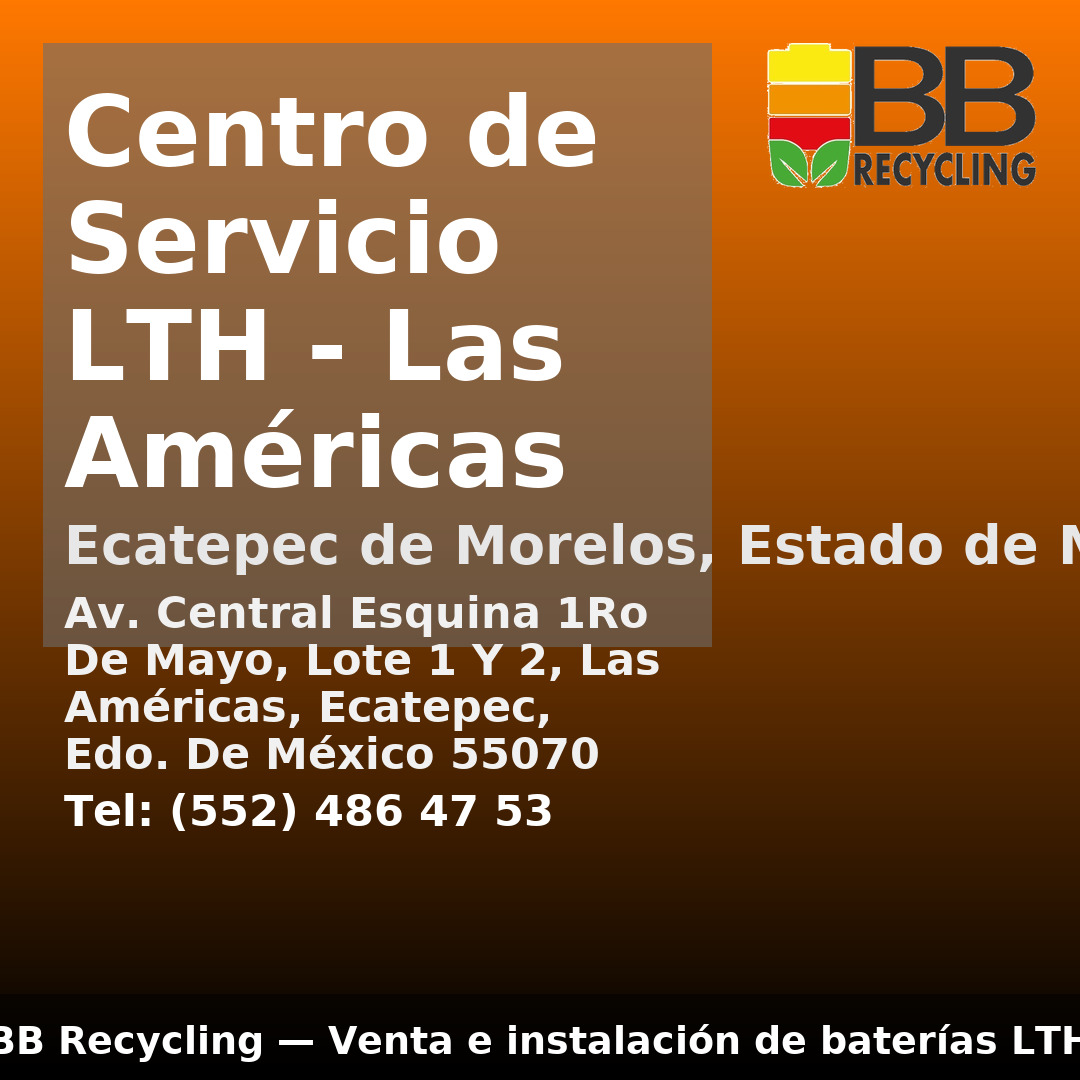 BB
RECYCLING
Centro de
Servicio
LTH - Las
Américas
Ecatepec de Morelos, Estado de
Av. Central Esquina 1Ro
De Mayo, Lote 1 Y 2, Las
Américas, Ecatepec,
Edo. De México 55070
Tel: (552) 486 47 53
BB Recycling — Venta e instalación de baterías LTH